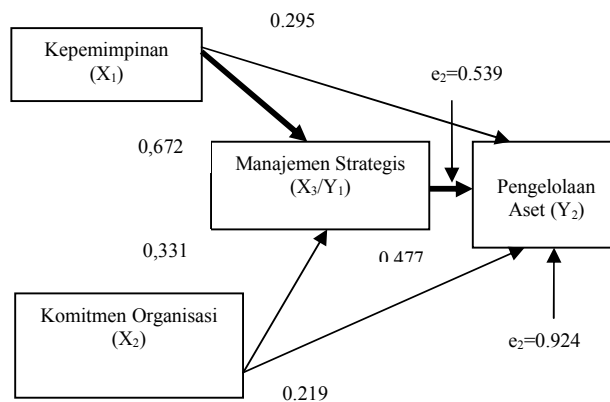 0.295
Kepemimpinan
(X₁)
e₂=0.539
0,672
Manajemen Strategis
(X₃/Y₁)
Pengelolaan
Aset (Y₂)
0,331
0.477
Komitmen Organisasi
(X₂)
e₂=0.924
0.219